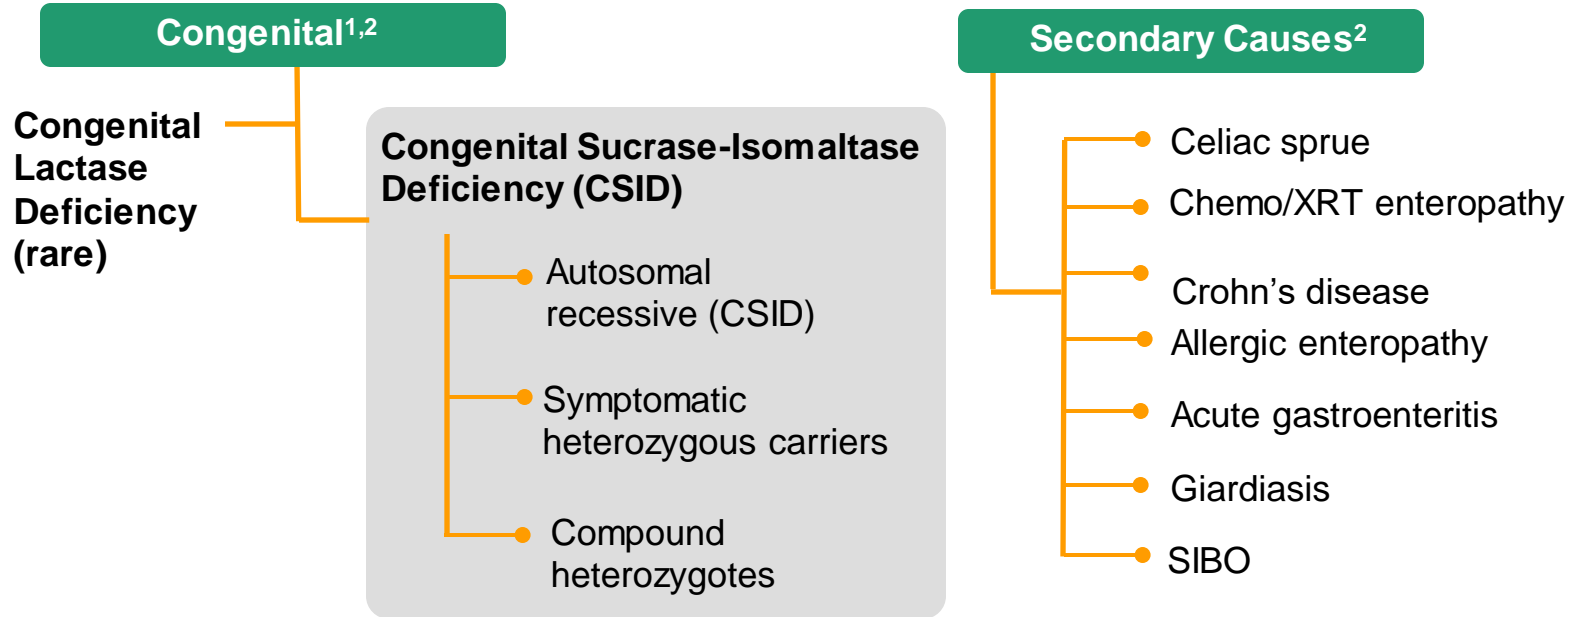 Congenital¹,²
Congenital
Lactase
Deficiency
(rare)
Congenital Sucrase-Isomaltase
Deficiency (CSID)
Autosomal
recessive (CSID)
Symptomatic
heterozygous carriers
Compound
heterozygotes
Secondary Causes²
Celiac sprue
Chemo/XRT enteropathy
Crohn’s disease
Allergic enteropathy
Acute gastroenteritis
Giardiasis
SIBO